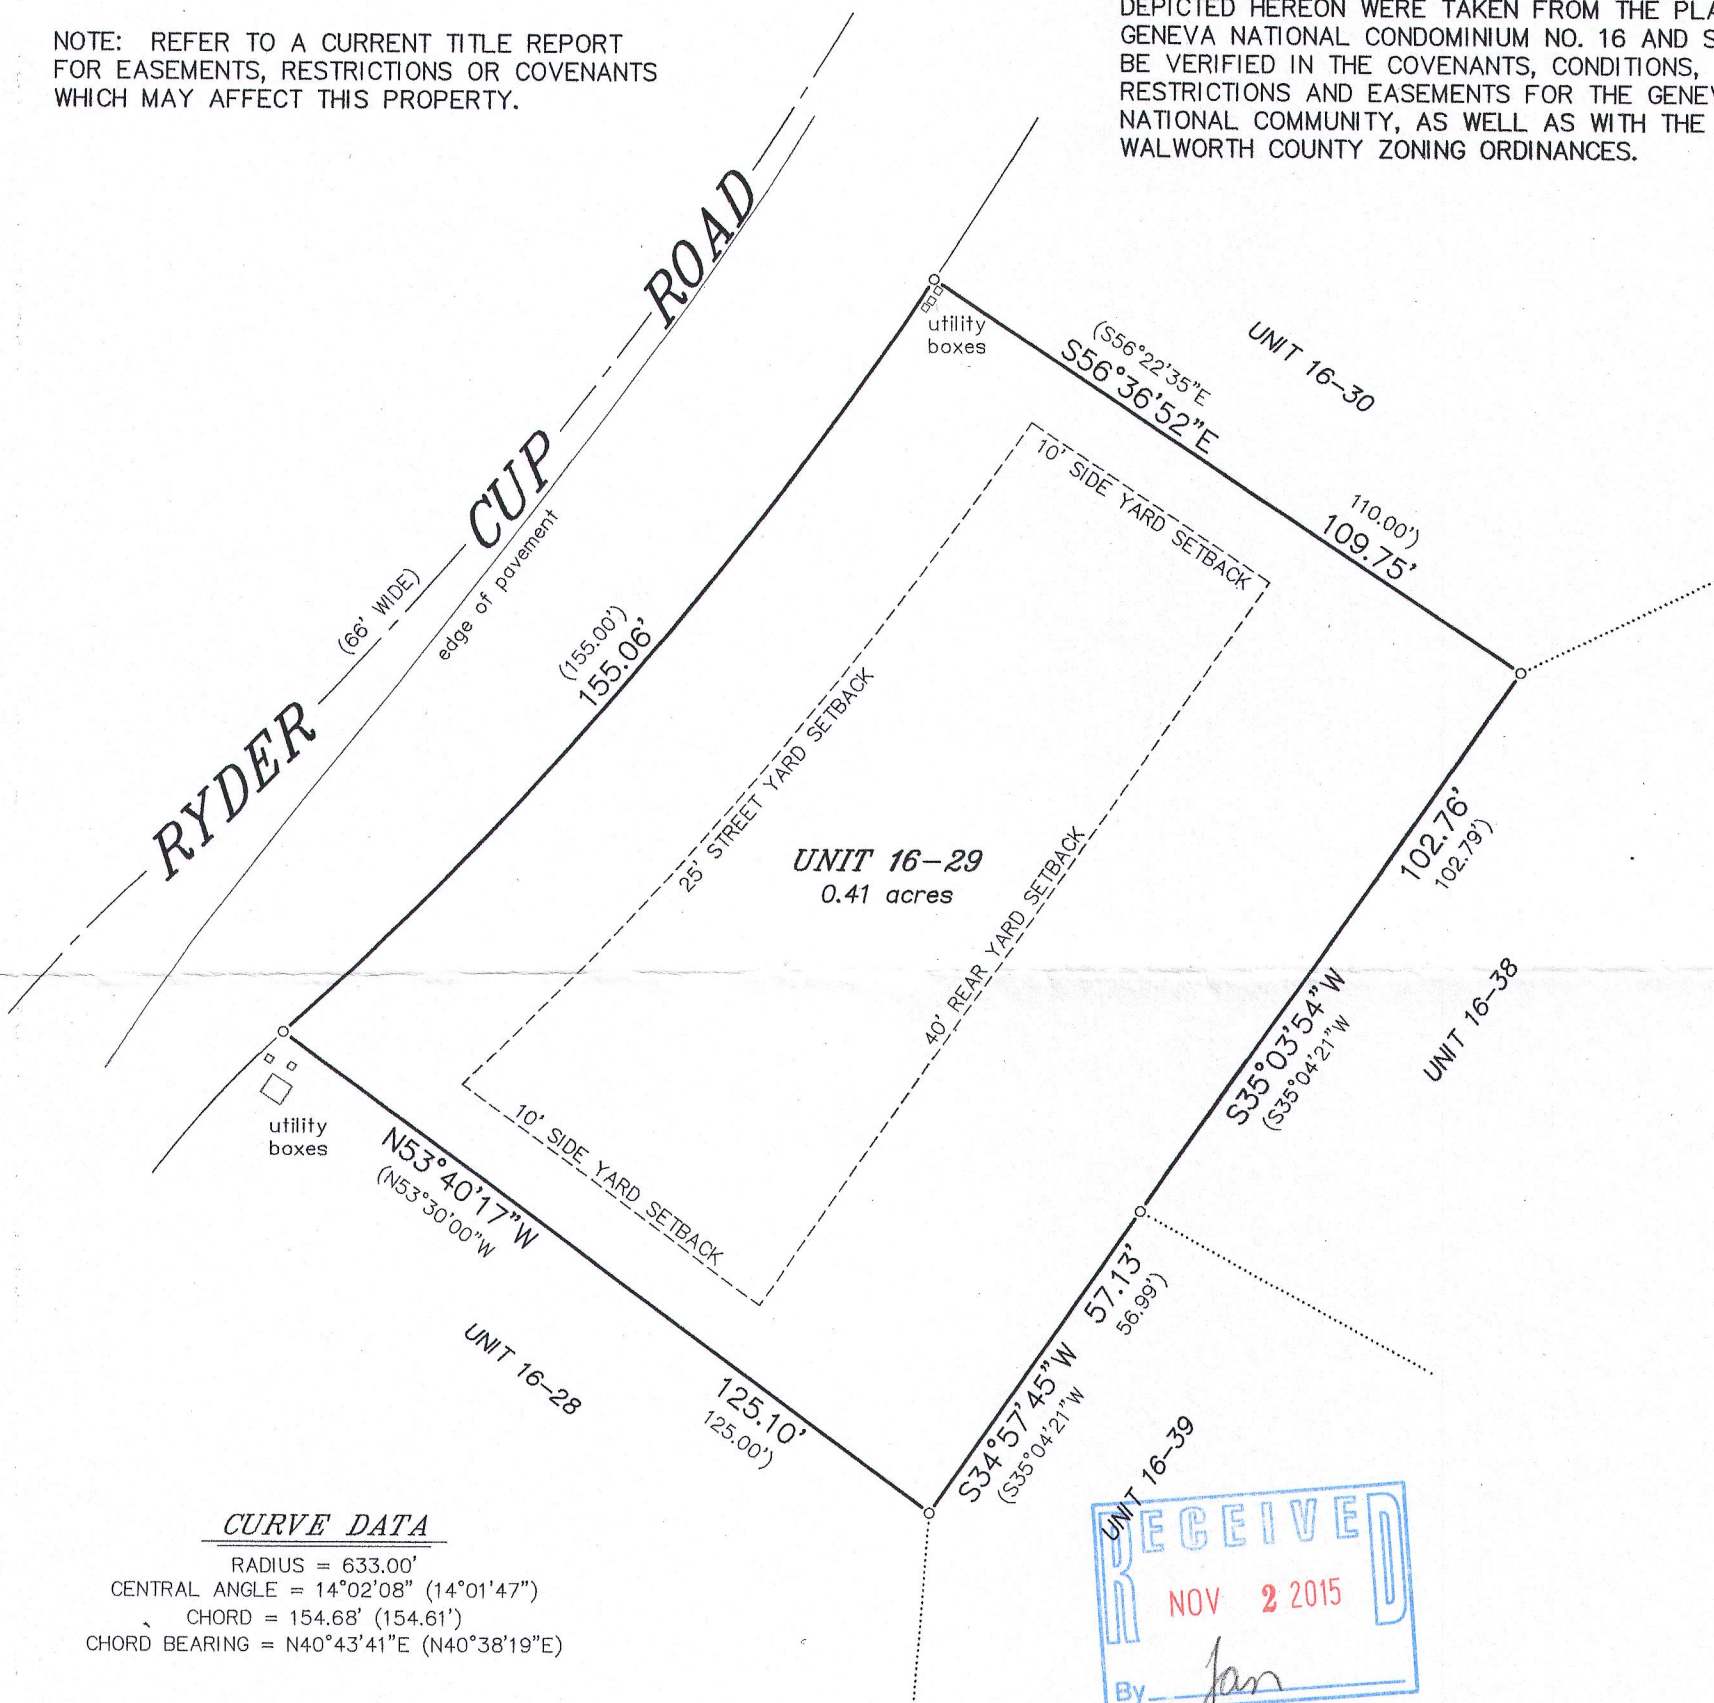 NOTE: REFER TO A CURRENT TITLE REPORT
FOR EASEMENTS, RESTRICTIONS OR COVENANTS
WHICH MAY AFFECT THIS PROPERTY.
DEPICTED HEREON WERE TAKEN FROM THE
GENEVA NATIONAL CONDOMINIUM NO. 16 AND
BE VERIFIED IN THE COVENANTS, CONDITIONS,
RESTRICTIONS AND EASEMENTS FOR THE
NATIONAL COMMUNITY, AS WELL AS WITH THE
WALWORTH COUNTY ZONING ORDINANCES.
RYDER CUP ROAD
(66' WIDE)
edge of pavement
utility
boxes
(S56°22'35"E
S56°36'52"E
110.00')
109.75'
UNIT 16-30
10' SIDE YARD SETBACK
(155.00')
155.06'
25' STREET YARD SETBACK
UNIT 16-29
0.41 acres
40' REAR YARD SETBACK
102.76'
102.79')
S35°03'54"W
(S35°04'21"W
UNIT 16-38
utility
boxes
N53°40'17"W
(N53°30'00"W
10' SIDE YARD SETBACK
125.10'
125.00')
UNIT 16-28
57.13'
56.99')
S34°57'45"W
(S35°04'21"W
UNIT 16-39
CURVE DATA
RADIUS = 633.00'
CENTRAL ANGLE = 14°02'08" (14°01'47")
CHORD = 154.68' (154.61')
CHORD BEARING = N40°43'41"E (N40°38'19"E)
RECEIVED
NOV 2 2015
By Jan